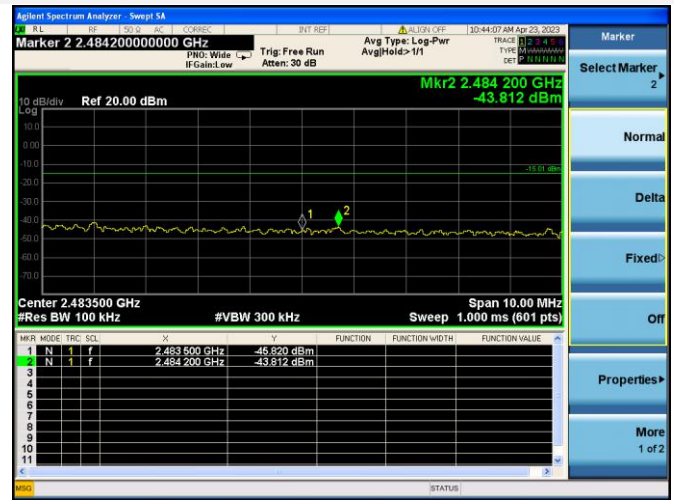 Agilent Spectrum Analyzer - Swept SA
RL RF 50 Ω AC CORREC INT REF ALIGN OFF 10:44:07 AM Apr 23, 2023
Marker 2 2.484200000000 GHz
PNO: Wide Trig: Free Run Avg Type: Log-Pwr TRACE 1 2 3 4 5 6
IFGain:Low Atten: 30 dB Avg|Hold>1/1 TYPE M
DET P N N N N N
Mkr2 2.484 200 GHz
-43.812 dBm
10 dB/div Ref 20.00 dBm
Log
10.0
0.00
-10.0
-15.01 dBm
-20.0
-30.0
-40.0
1
2
-50.0
-60.0
-70.0
Center 2.483500 GHz Span 10.00 MHz
#Res BW 100 kHz #VBW 300 kHz Sweep 1.000 ms (601 pts)
MKR MODE TRC SCL X Y FUNCTION FUNCTION WIDTH FUNCTION VALUE
1 N 1 f 2.483 500 GHz -45.820 dBm
2 N 1 f 2.484 200 GHz -43.812 dBm
3
4
5
6
7
8
9
10
11
MSG STATUS
Marker
Select Marker
2
Normal
Delta
Fixed
Off
Properties
More
1 of 2